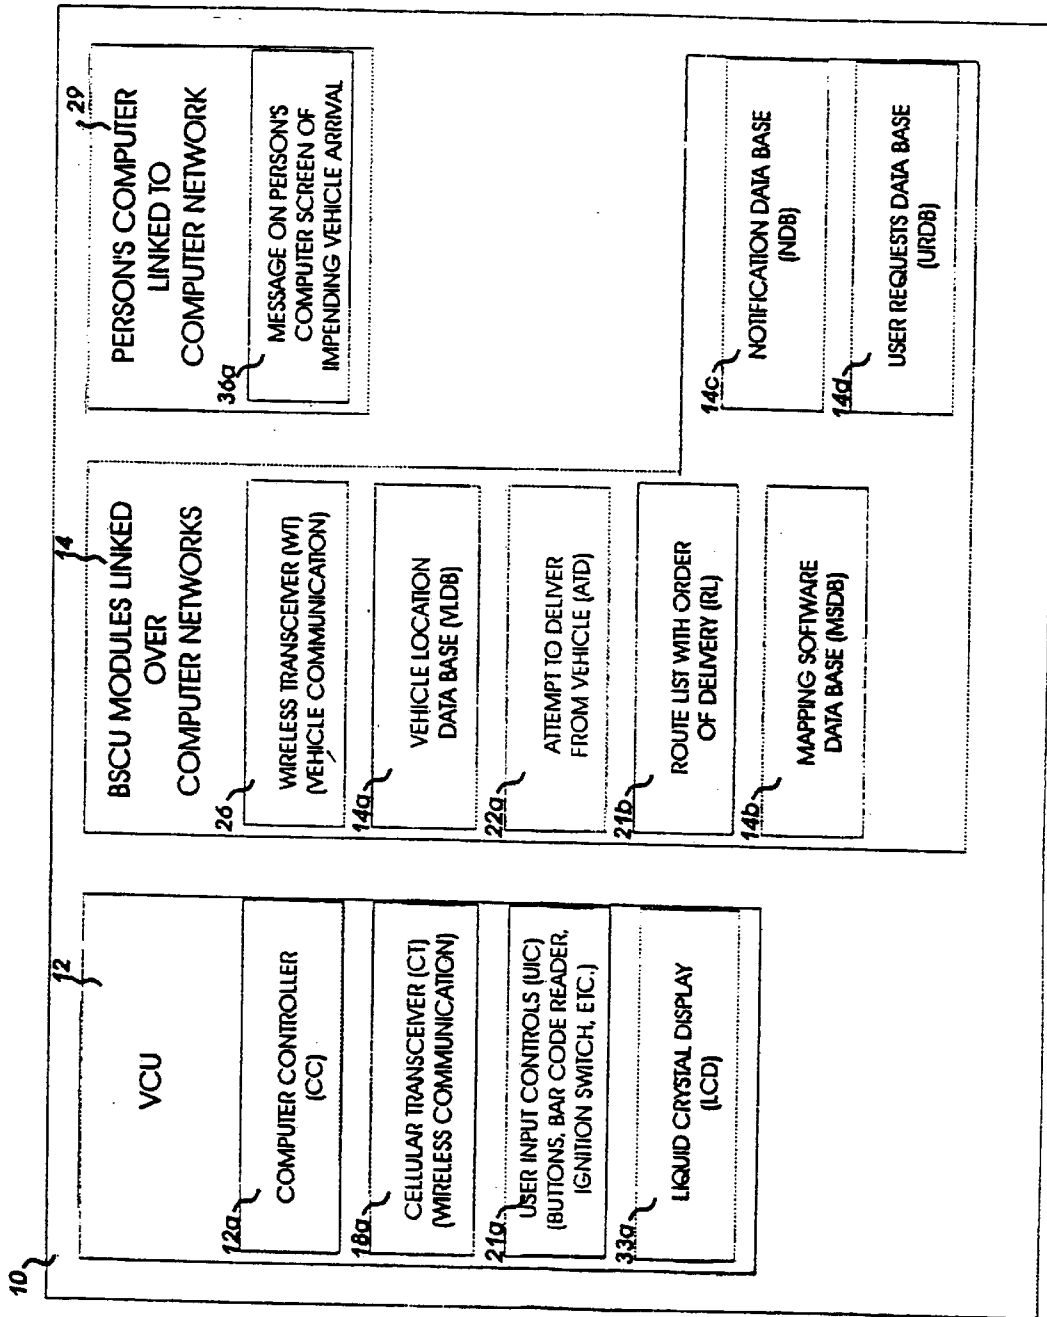 10
12
VCU
12a
COMPUTER CONTROLLER
(CC)
18a
CELLULAR TRANSCEIVER (CT)
(WIRELESS COMMUNICATION)
21a
USER INPUT CONTROLS (UIC)
(BUTTONS, BAR CODE READER,
IGNITION SWITCH, ETC.)
33a
LIQUID CRYSTAL DISPLAY
(LCD)
14
BSCU MODULES LINKED
OVER
COMPUTER NETWORKS
26
WIRELESS TRANSCEIVER (WT)
(VEHICLE COMMUNICATION)
14a
VEHICLE LOCATION
DATA BASE (VLDB)
22a
ATTEMPT TO DELIVER
FROM VEHICLE (ATD)
21b
ROUTE LIST WITH ORDER
OF DELIVERY (RL)
14b
MAPPING SOFTWARE
DATA BASE (MSDB)
29
PERSON'S COMPUTER
LINKED TO
COMPUTER NETWORK
36a
MESSAGE ON PERSON'S
COMPUTER SCREEN OF
IMPENDING VEHICLE ARRIVAL
14c
NOTIFICATION DATA BASE
(NDB)
14d
USER REQUESTS DATA BASE
(URDB)